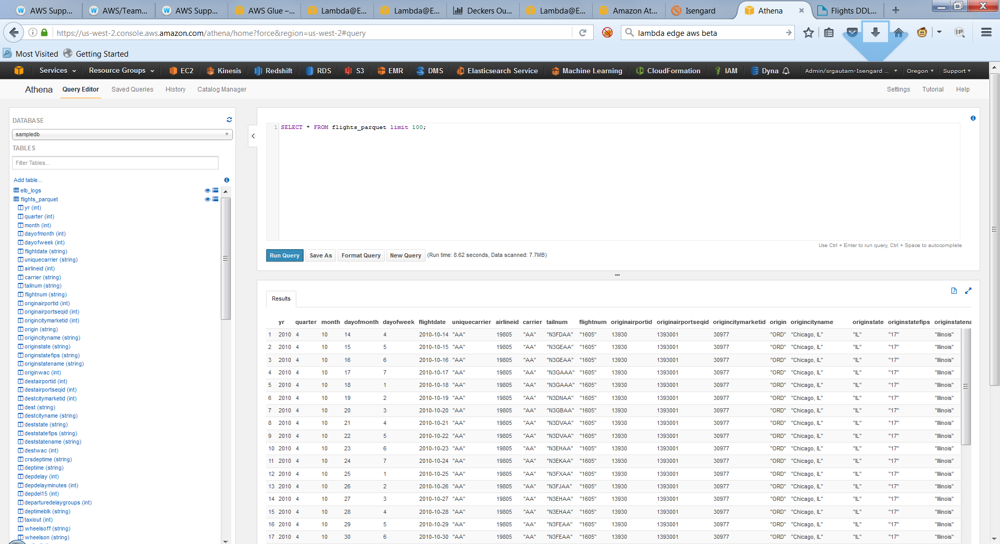 AWS Supp... AWS/Team... AWS Supp... AWS Glue –... Lambda@E... Lambda@E... Deckers Ou... Lambda@E... Amazon At... Isengard Athena × Flights DDL... +
https://us-west-2.console.aws.amazon.com/athena/home?force&region=us-west-2#query lambda edge aws beta IP
Most Visited Getting Started
Services Resource Groups EC2 Kinesis Redshift RDS S3 EMR DMS Elasticsearch Service Machine Learning CloudFormation IAM Dyna Admin/srgautam-Isengard ... Oregon Support
Athena Query Editor Saved Queries History Catalog Manager Settings Tutorial Help
DATABASE
sampledb
TABLES
Filter Tables...
Add table...
elb_logs
flights_parquet
yr (int)
quarter (int)
month (int)
dayofmonth (int)
dayofweek (int)
flightdate (string)
uniquecarrier (string)
airlineid (int)
carrier (string)
tailnum (string)
flightnum (string)
originairportid (int)
originairportseqid (int)
origincitymarketid (int)
origin (string)
origincityname (string)
originstate (string)
originstatefips (string)
originstatename (string)
originwac (int)
destairportid (int)
destairportseqid (int)
destcitymarketid (int)
dest (string)
destcityname (string)
deststate (string)
deststatefips (string)
deststatename (string)
destwac (int)
crsdeptime (string)
deptime (string)
depdelay (int)
depdelayminutes (int)
depdel15 (int)
departuredelaygroups (int)
deptimeblk (string)
taxiout (int)
wheelsoff (string)
wheelson (string)
1 SELECT * FROM flights_parquet limit 100;
Use Ctrl + Enter to run query, Ctrl + Space to autocomplete
Run Query Save As Format Query New Query (Run time: 8.62 seconds, Data scanned: 7.7MB)
Results
yr quarter month dayofmonth dayofweek flightdate uniquecarrier airlineid carrier tailnum flightnum originairportid originairportseqid origincitymarketid origin origincityname originstate originstatefips originstatena
1 2010 4 10 14 4 2010-10-14 "AA" 19805 "AA" "N3FDAA" "1605" 13930 1393001 30977 "ORD" "Chicago, IL" "IL" "17" "Illinois"
2 2010 4 10 15 5 2010-10-15 "AA" 19805 "AA" "N3GEAA" "1605" 13930 1393001 30977 "ORD" "Chicago, IL" "IL" "17" "Illinois"
3 2010 4 10 16 6 2010-10-16 "AA" 19805 "AA" "N3GEAA" "1605" 13930 1393001 30977 "ORD" "Chicago, IL" "IL" "17" "Illinois"
4 2010 4 10 17 7 2010-10-17 "AA" 19805 "AA" "N3GAAA" "1605" 13930 1393001 30977 "ORD" "Chicago, IL" "IL" "17" "Illinois"
5 2010 4 10 18 1 2010-10-18 "AA" 19805 "AA" "N3GAAA" "1605" 13930 1393001 30977 "ORD" "Chicago, IL" "IL" "17" "Illinois"
6 2010 4 10 19 2 2010-10-19 "AA" 19805 "AA" "N3DNAA" "1605" 13930 1393001 30977 "ORD" "Chicago, IL" "IL" "17" "Illinois"
7 2010 4 10 20 3 2010-10-20 "AA" 19805 "AA" "N3GBAA" "1605" 13930 1393001 30977 "ORD" "Chicago, IL" "IL" "17" "Illinois"
8 2010 4 10 21 4 2010-10-21 "AA" 19805 "AA" "N3DVAA" "1605" 13930 1393001 30977 "ORD" "Chicago, IL" "IL" "17" "Illinois"
9 2010 4 10 22 5 2010-10-22 "AA" 19805 "AA" "N3DVAA" "1605" 13930 1393001 30977 "ORD" "Chicago, IL" "IL" "17" "Illinois"
10 2010 4 10 23 6 2010-10-23 "AA" 19805 "AA" "N3EHAA" "1605" 13930 1393001 30977 "ORD" "Chicago, IL" "IL" "17" "Illinois"
11 2010 4 10 24 7 2010-10-24 "AA" 19805 "AA" "N3EKAA" "1605" 13930 1393001 30977 "ORD" "Chicago, IL" "IL" "17" "Illinois"
12 2010 4 10 25 1 2010-10-25 "AA" 19805 "AA" "N3FXAA" "1605" 13930 1393001 30977 "ORD" "Chicago, IL" "IL" "17" "Illinois"
13 2010 4 10 26 2 2010-10-26 "AA" 19805 "AA" "N3FJAA" "1605" 13930 1393001 30977 "ORD" "Chicago, IL" "IL" "17" "Illinois"
14 2010 4 10 27 3 2010-10-27 "AA" 19805 "AA" "N3EHAA" "1605" 13930 1393001 30977 "ORD" "Chicago, IL" "IL" "17" "Illinois"
15 2010 4 10 28 4 2010-10-28 "AA" 19805 "AA" "N3EHAA" "1605" 13930 1393001 30977 "ORD" "Chicago, IL" "IL" "17" "Illinois"
16 2010 4 10 29 5 2010-10-29 "AA" 19805 "AA" "N3FEAA" "1605" 13930 1393001 30977 "ORD" "Chicago, IL" "IL" "17" "Illinois"
17 2010 4 10 30 6 2010-10-30 "AA" 19805 "AA" "N3FEAA" "1605" 13930 1393001 30977 "ORD" "Chicago, IL" "IL" "17" "Illinois"